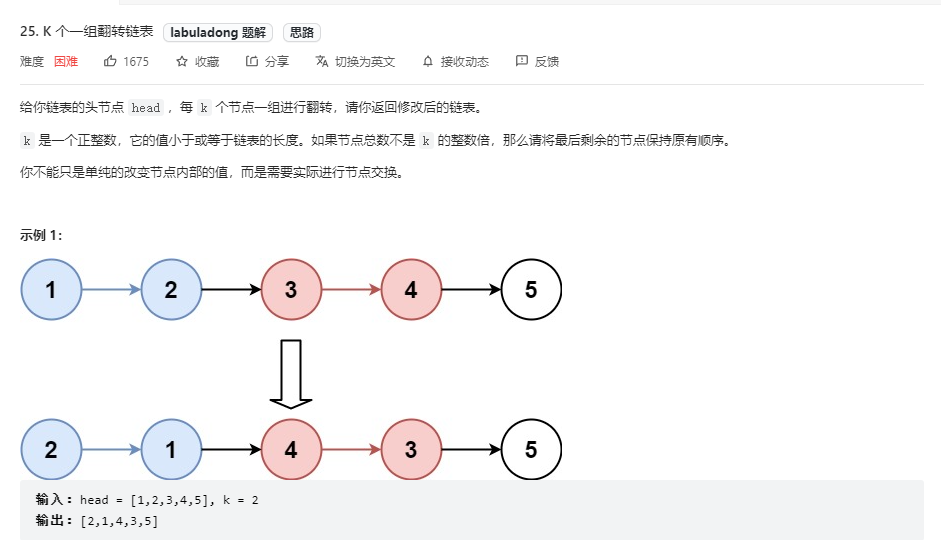 25. K 个一组翻转链表 labuladong 题解 思路
难度 困难 1675 收藏 分享 切换为英文 接收动态 反馈
给你链表的头节点 head ，每 k 个节点一组进行翻转，请你返回修改后的链表。
k 是一个正整数，它的值小于或等于链表的长度。如果节点总数不是 k 的整数倍，那么请将最后剩余的节点保持原有顺序。
你不能只是单纯的改变节点内部的值，而是需要实际进行节点交换。
示例 1：
1 2 3 4 5
2 1 4 3 5
输入：head = [1,2,3,4,5], k = 2
输出：[2,1,4,3,5]